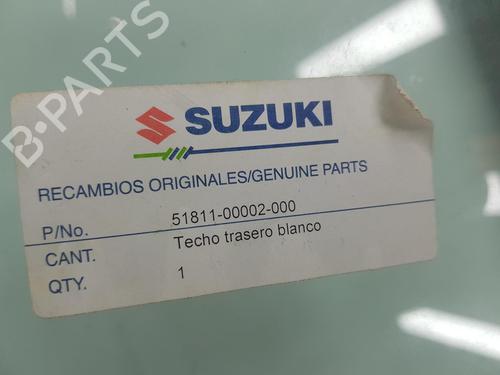 B-PARTS
SUZUKI
RECAMBIOS ORIGINALES/GENUINE PARTS
P/No. 51811-00002-000
CANT. Techo trasero blanco
QTY. 1